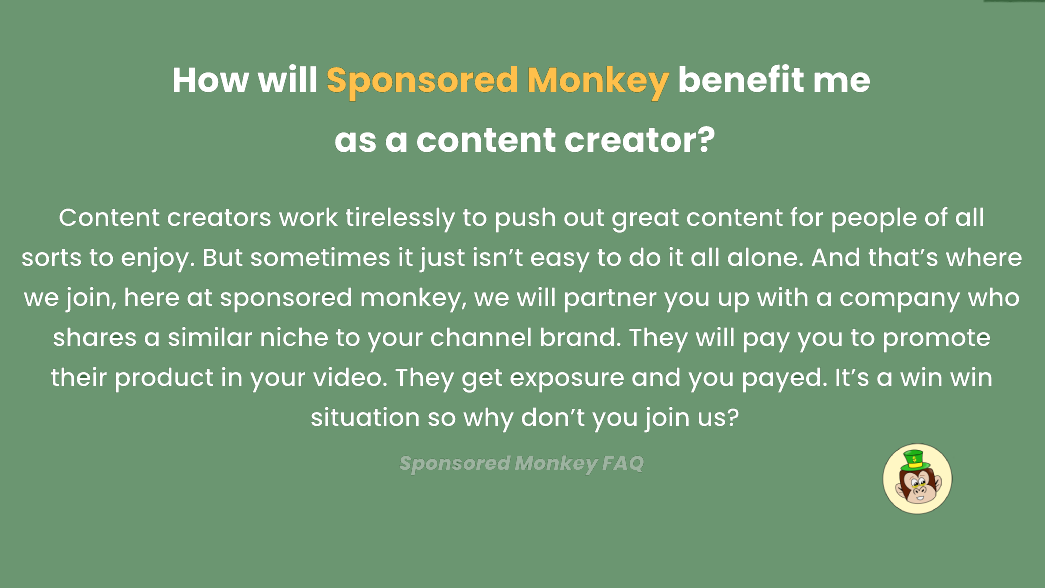 How will Sponsored Monkey benefit me
as a content creator?
Content creators work tirelessly to push out great content for people of all
sorts to enjoy. But sometimes it just isn’t easy to do it all alone. And that’s where
we join, here at sponsored monkey, we will partner you up with a company who
shares a similar niche to your channel brand. They will pay you to promote
their product in your video. They get exposure and you payed. It’s a win win
situation so why don’t you join us?
Sponsored Monkey FAQ